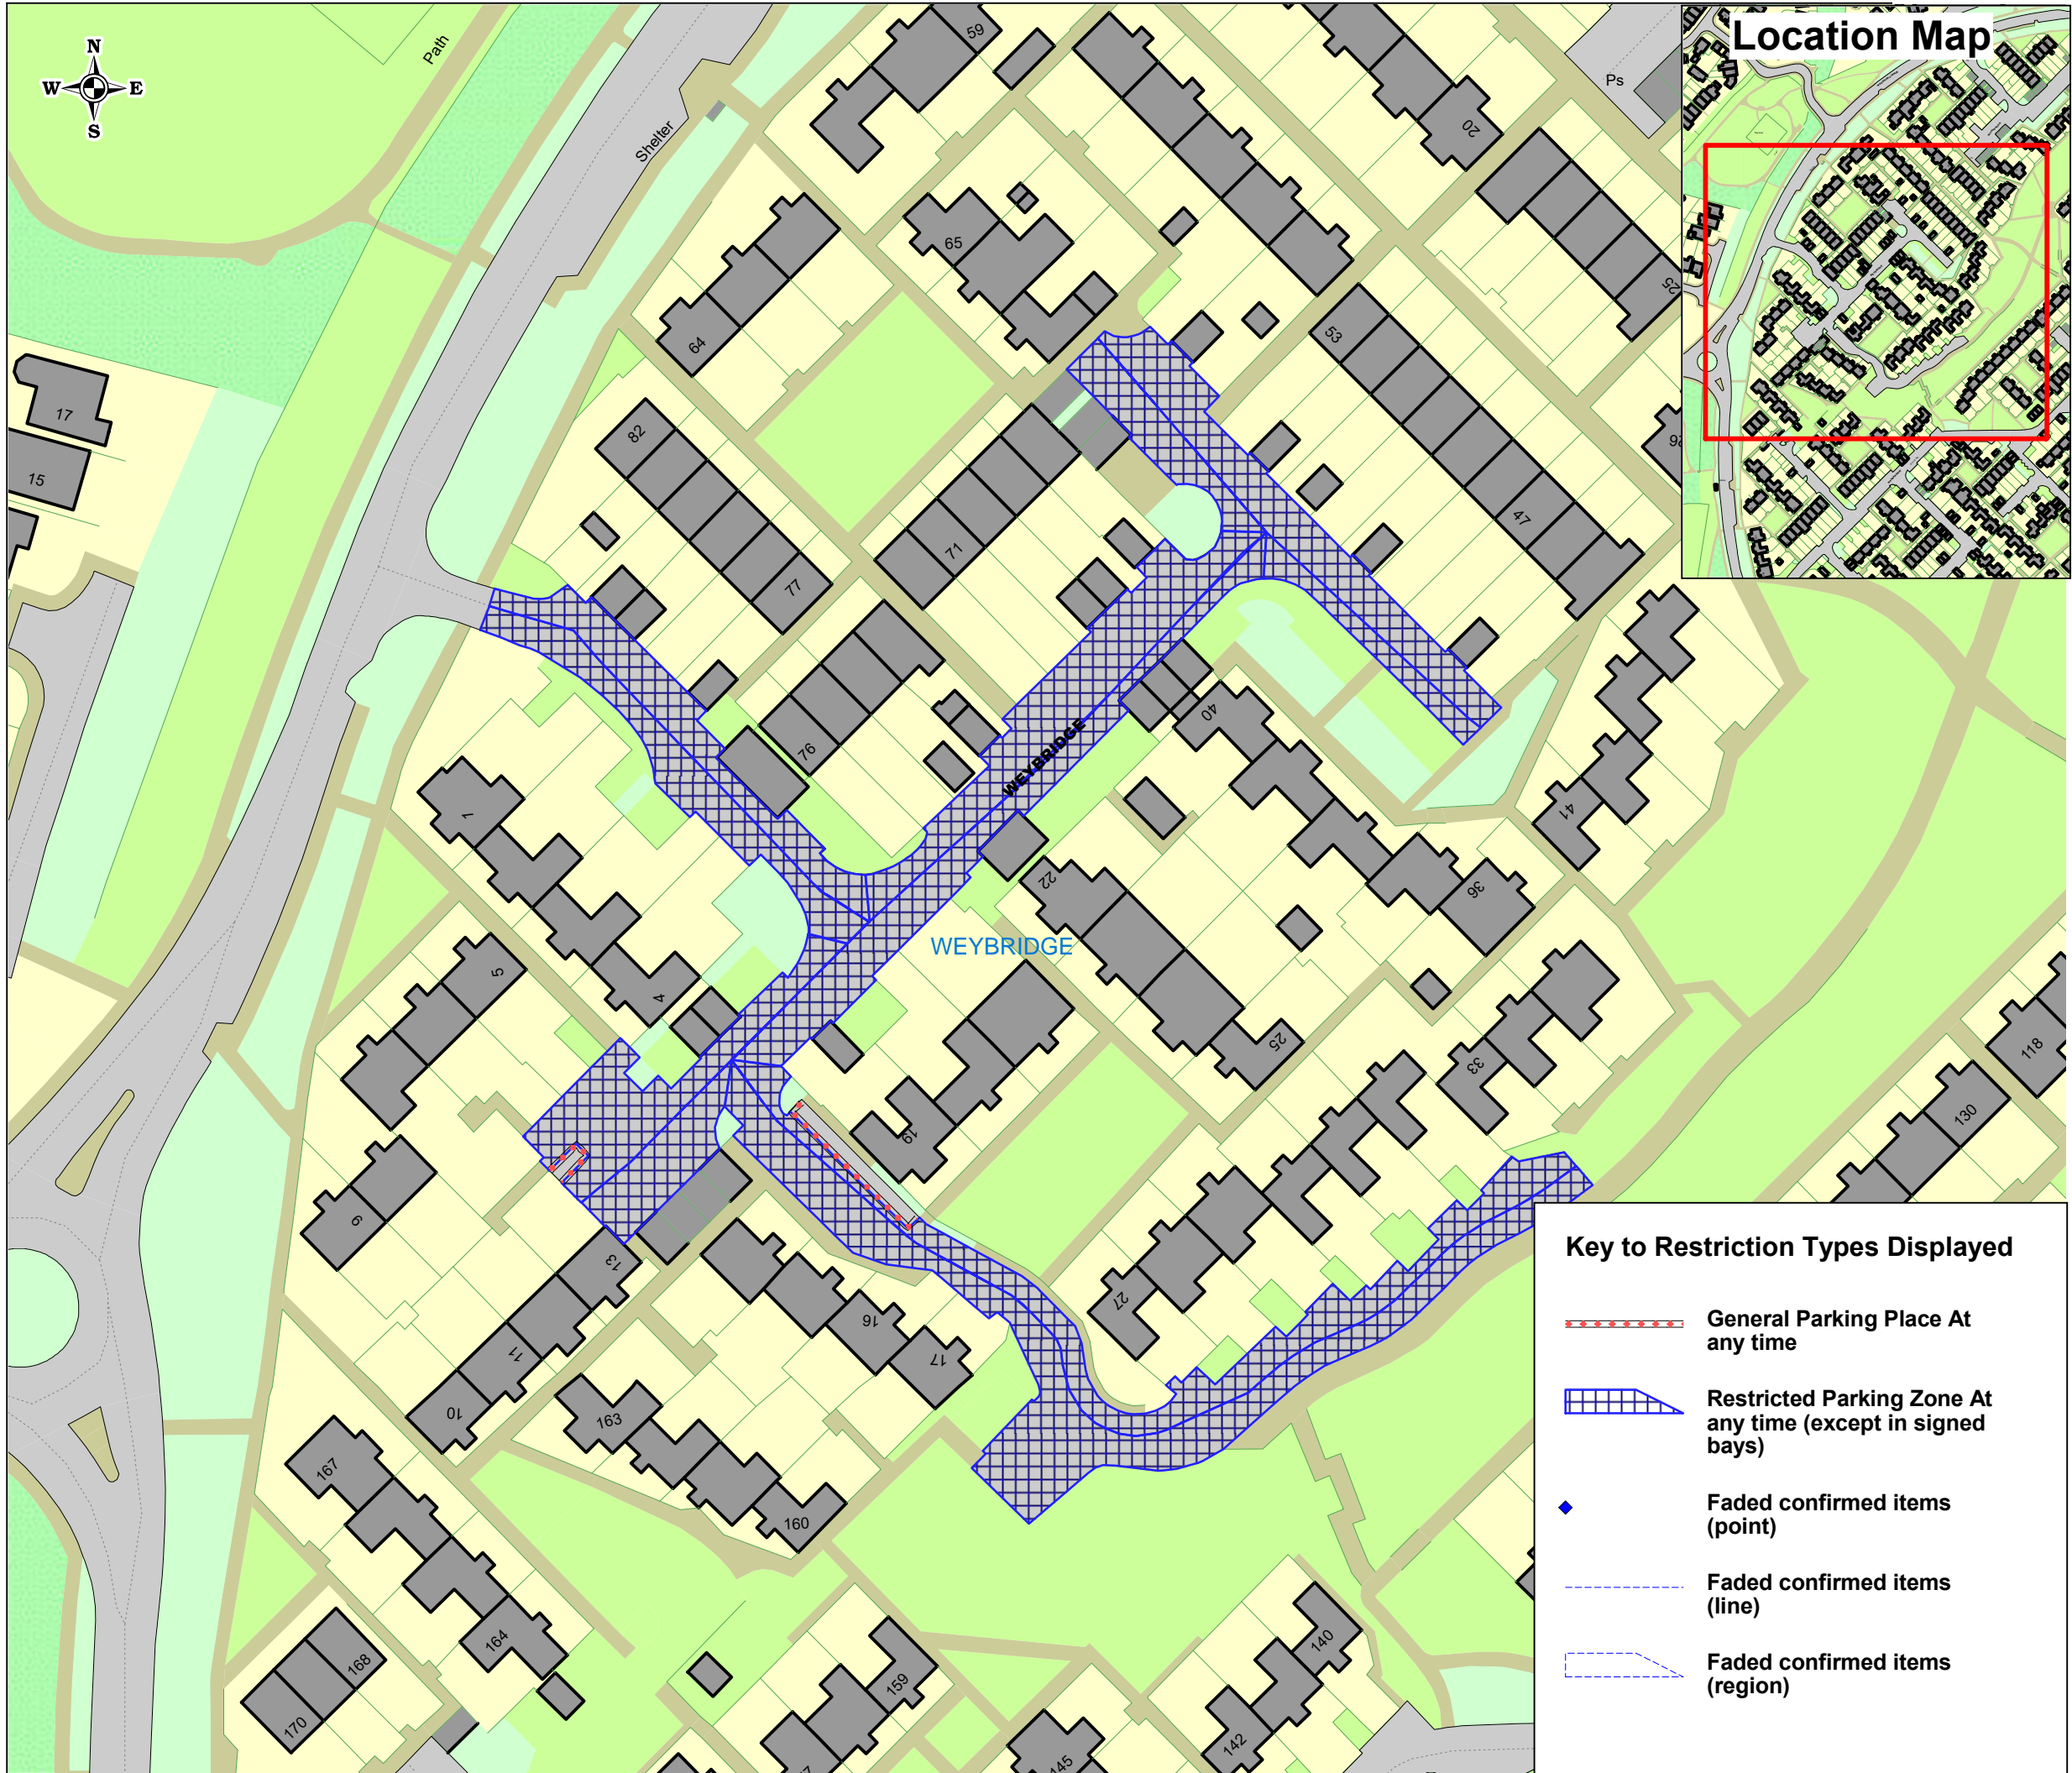 Location Map
N
W E
S
Path
Shelter
Ps
59
20
65
25
64
53
17
82
15
47
71
77
76
40
WEYBRIDGE
7
41
22
36
WEYBRIDGE
5
4
25
118
33
130
19
9
13
27
16
11
17
10
163
167
160
164
168
140
159
170
142
145
Key to Restriction Types Displayed
General Parking Place At
any time
Restricted Parking Zone At
any time (except in signed
bays)
Faded confirmed items
(point)
Faded confirmed items
(line)
Faded confirmed items
(region)